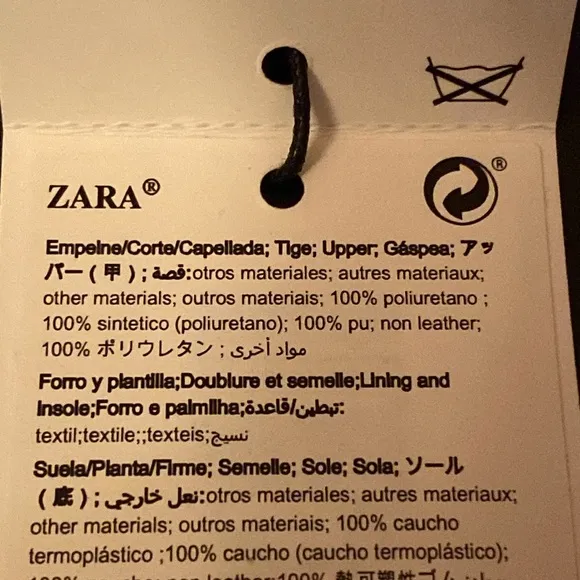 ZARA®
®
Empeine/Corte/Capellada; Tige; Upper; Gáspea; アッ
パー ( 甲 ) ; قصة:otros materiales; autres materiaux;
other materials; outros materiais; 100% poliuretano ;
100% sintetico (poliuretano); 100% pu; non leather;
100% ポリウレタン ; مواد أخرى
Forro y plantilla;Doublure et semelle;Lining and
Insole;Forro e palmilha;تبطين/قاعدة:
textil;textile;;texteis;نسيج
Suela/Planta/Firme; Semelle; Sole; Sola; ソール
( 底 ) ; نعل خارجي:otros materiales; autres materiaux;
other materials; outros materiais; 100% caucho
termoplástico ;100% caucho (caucho termoplástico);